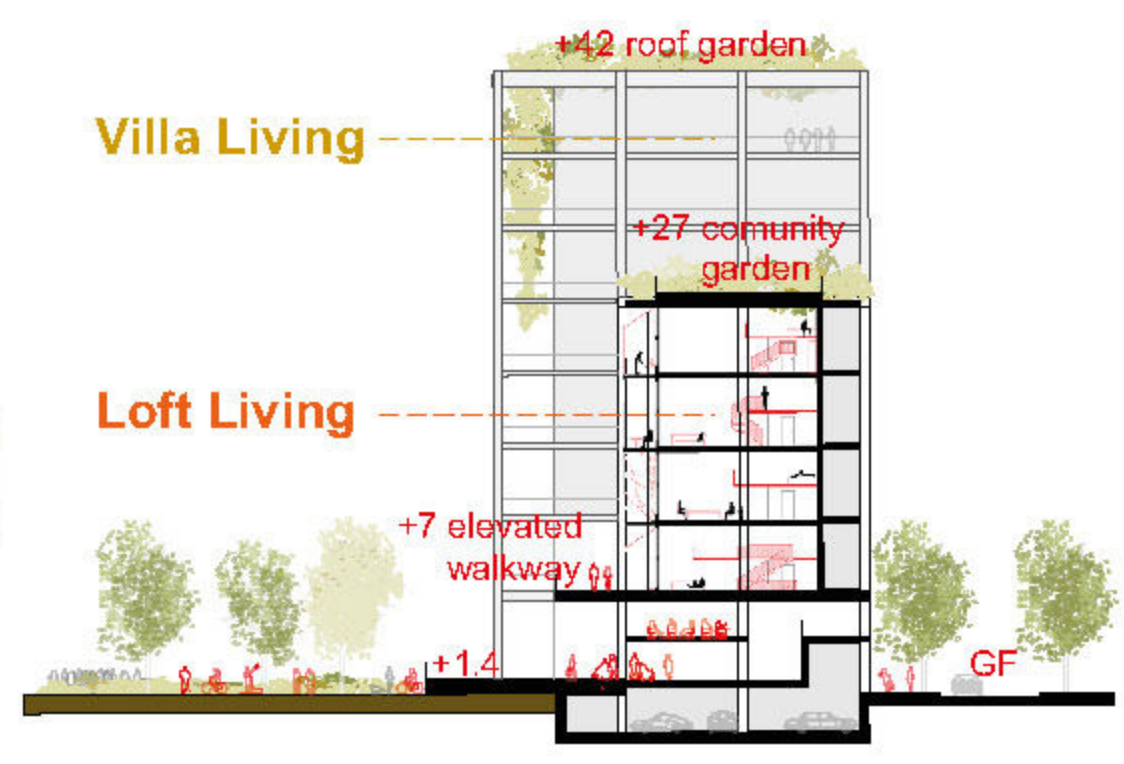 +42 roof garden
Villa Living
+27 comunity
garden
Loft Living
+7 elevated
walkway
+1.4
GF